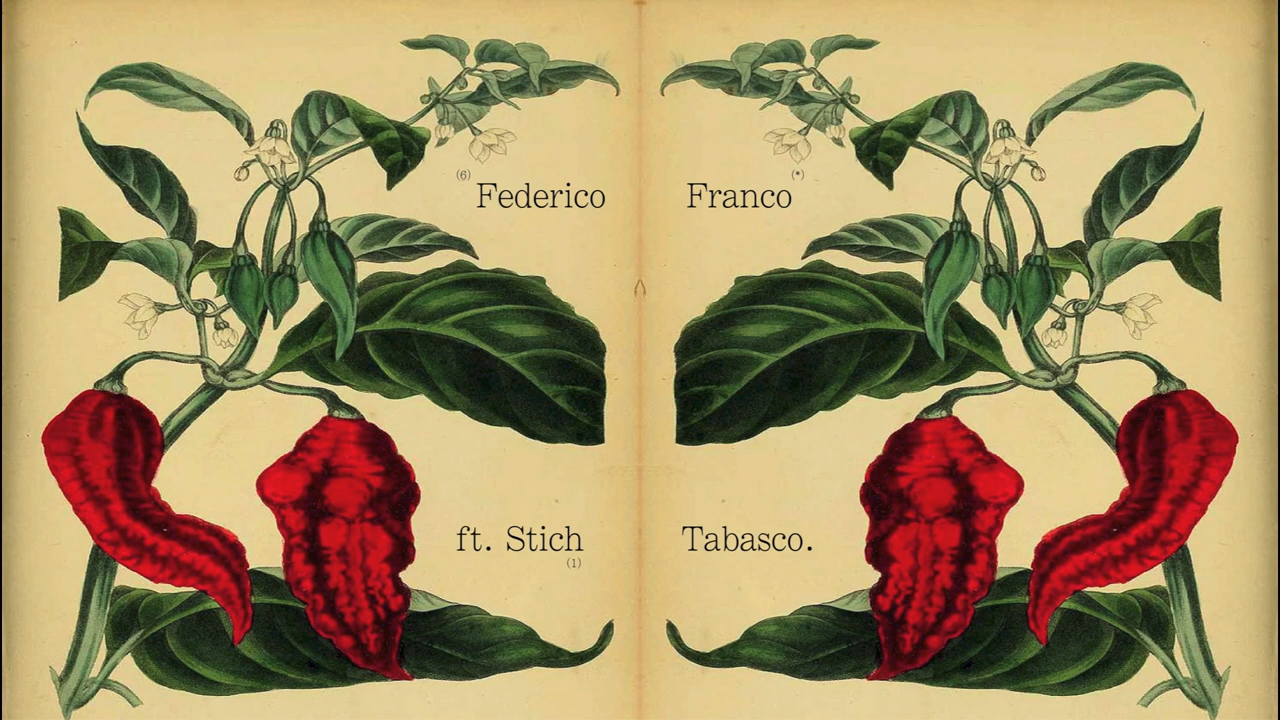 (6) Federico Franco (*)
ft. Stich Tabasco.
(1)